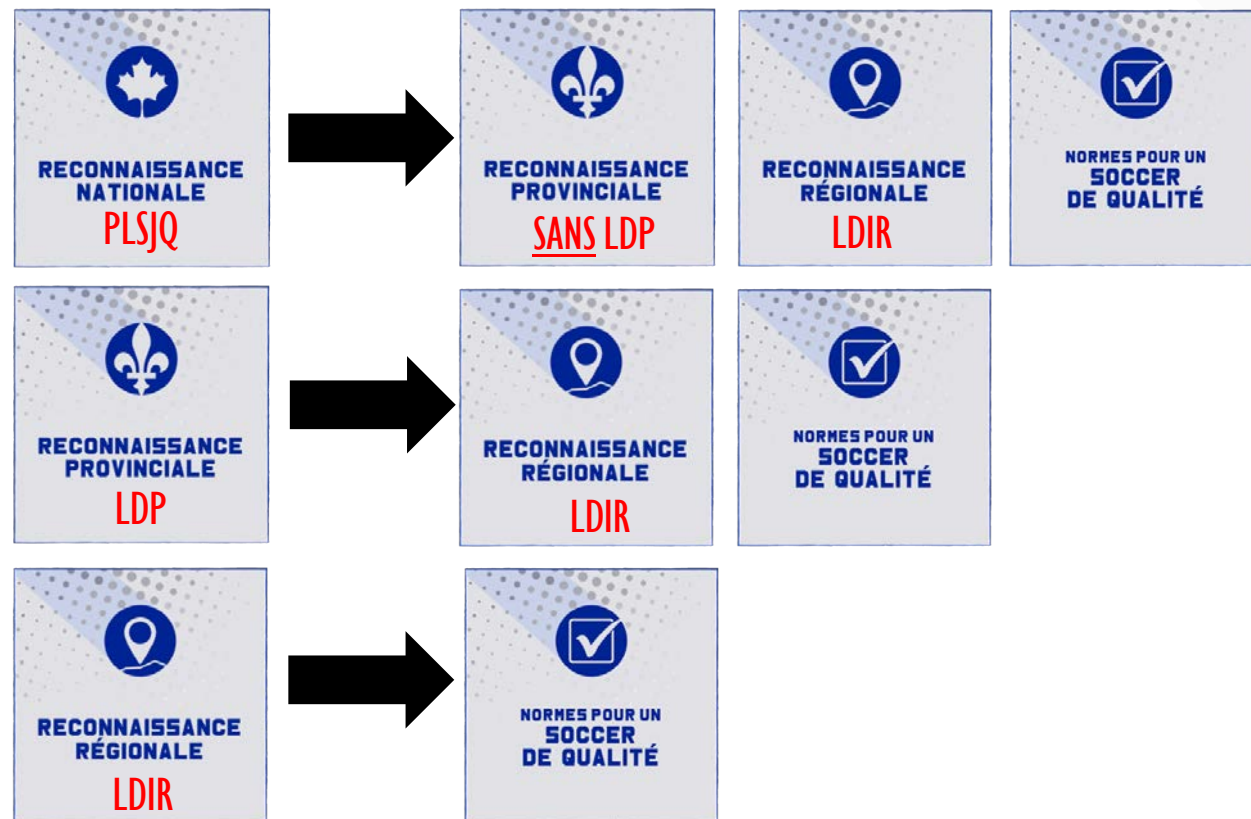 RECONNAISSANCE
NATIONALE
PLSJQ
RECONNAISSANCE
PROVINCIALE
SANS LDP
RECONNAISSANCE
RÉGIONALE
LDIR
NORMES POUR UN
SOCCER
DE QUALITÉ
RECONNAISSANCE
PROVINCIALE
LDP
RECONNAISSANCE
RÉGIONALE
LDIR
NORMES POUR UN
SOCCER
DE QUALITÉ
RECONNAISSANCE
RÉGIONALE
LDIR
NORMES POUR UN
SOCCER
DE QUALITÉ